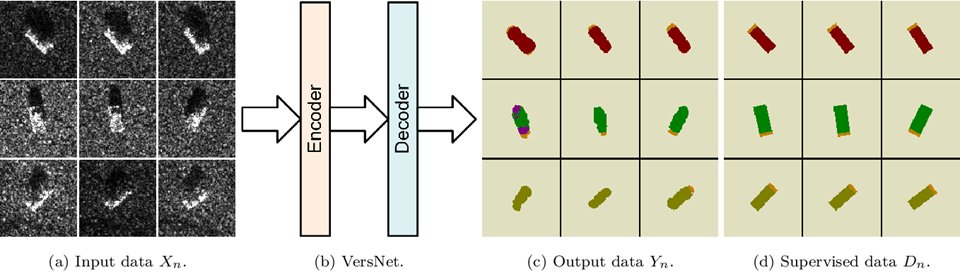 Encoder
Decoder
(a) Input data Xn.
(b) VersNet.
(c) Output data Yn.
(d) Supervised data Dn.